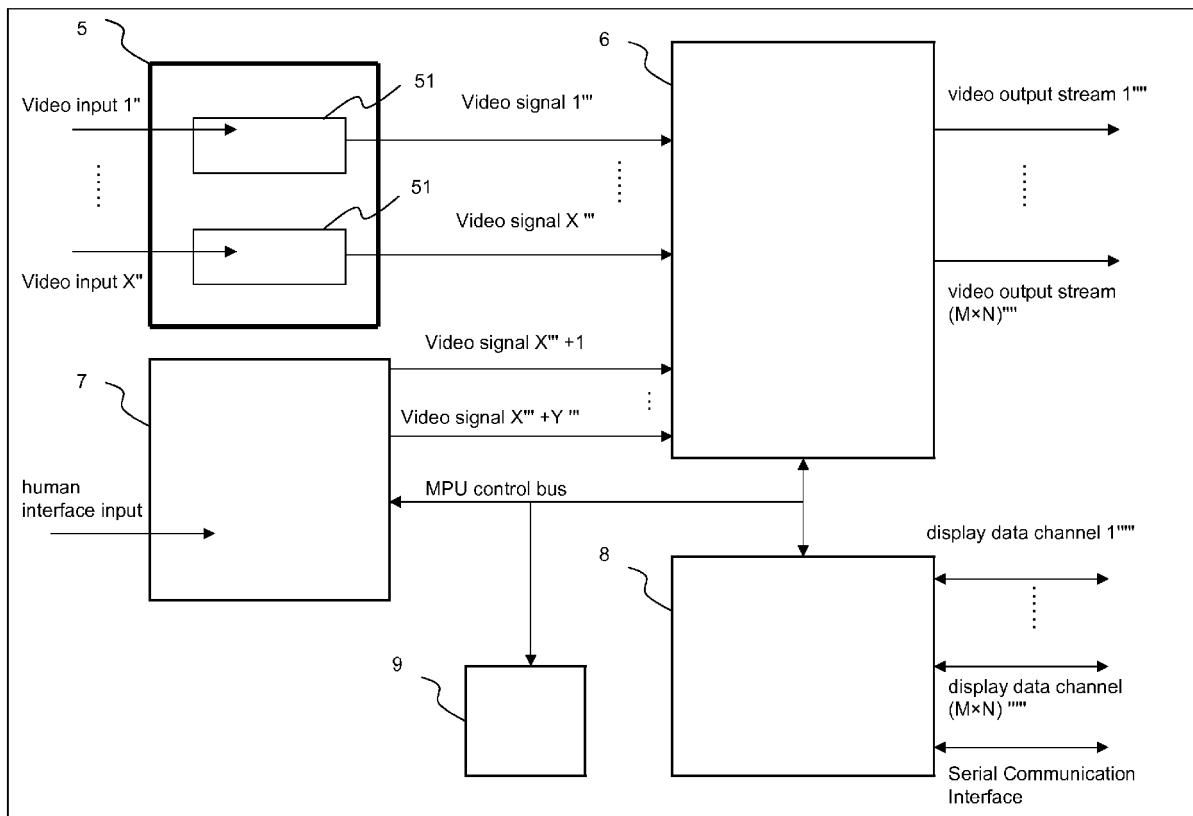 5
6
51
Video input 1"
Video signal 1'''
video output stream 1''''
51
Video signal X '''
Video input X"
video output stream
(M×N)''''
Video signal X''' +1
7
Video signal X''' +Y '''
human
interface input
MPU control bus
display data channel 1'''''
8
9
display data channel
(M×N) '''''
Serial Communication
Interface